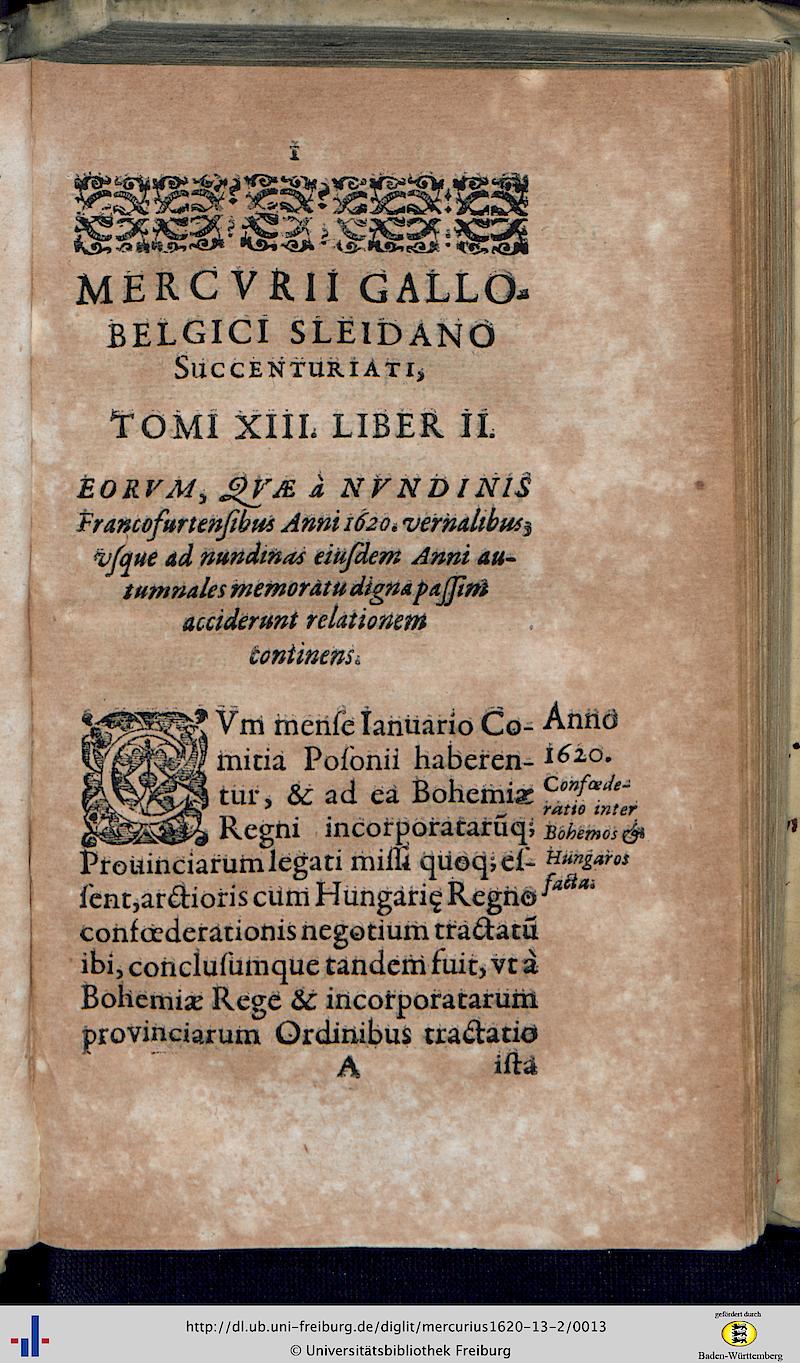 1
MERCVRII GALLO-
BELGICI SLEIDANO
SUCCENTURIATI,
TOMI XIII. LIBER II.
EORVM, QVÆ à NVNDINIS
Francofurtenſibus Anni 1620. vernalibus,
vſque ad nundinas eiuſdem Anni au-
tumnales memoratu digna paſſim
acciderunt relationem
continens.
CVm menſe Ianuario Co-
mitia Poſonii haberen-
tur, & ad ea Bohemiæ
Regni incorporatarũq;
Prouinciarum legati miſſi quoq; eſ-
ſent, arctioris cum Hungarię Regno
confœderationis negotium tractatũ
ibi, concluſumque tandem fuit, vt à
Bohemiæ Rege & incorporatarum
provinciarum Ordinibus tractatio
A iſta
Anno
1620.
Confœde-
ratio inter
Bohemos &
Hungaros
facta.
http://dl.ub.uni-freiburg.de/diglit/mercurius1620-13-2/0013
© Universitätsbibliothek Freiburg
gefördert durch
Baden-Württemberg